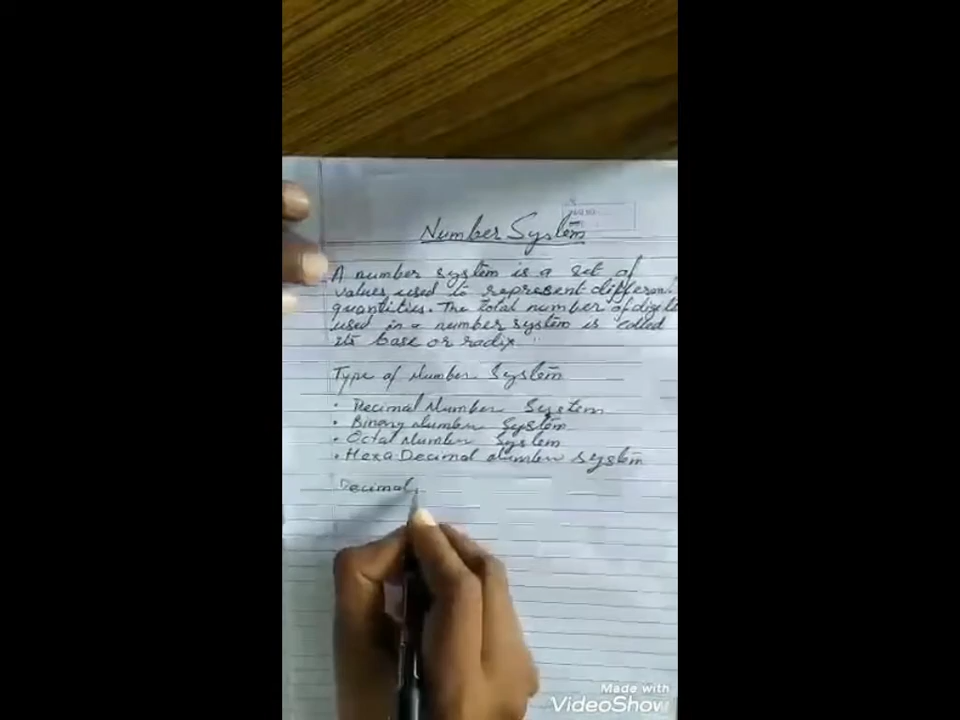 Number System
A number system is a set of
values used to represent different
quantities. The total number of digits
used in a number system is called
its base or radix.
Type of Number System
• Decimal Number System
• Binary Number System
• Octal Number System
• Hexa Decimal Number System
Decimal
Made with
VideoShow